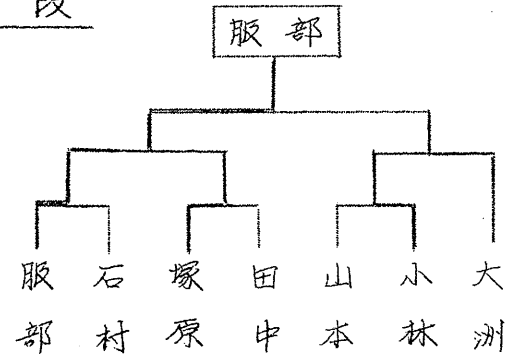 段
服部
服部
石村
塚原
田中
山本
小林
大洲